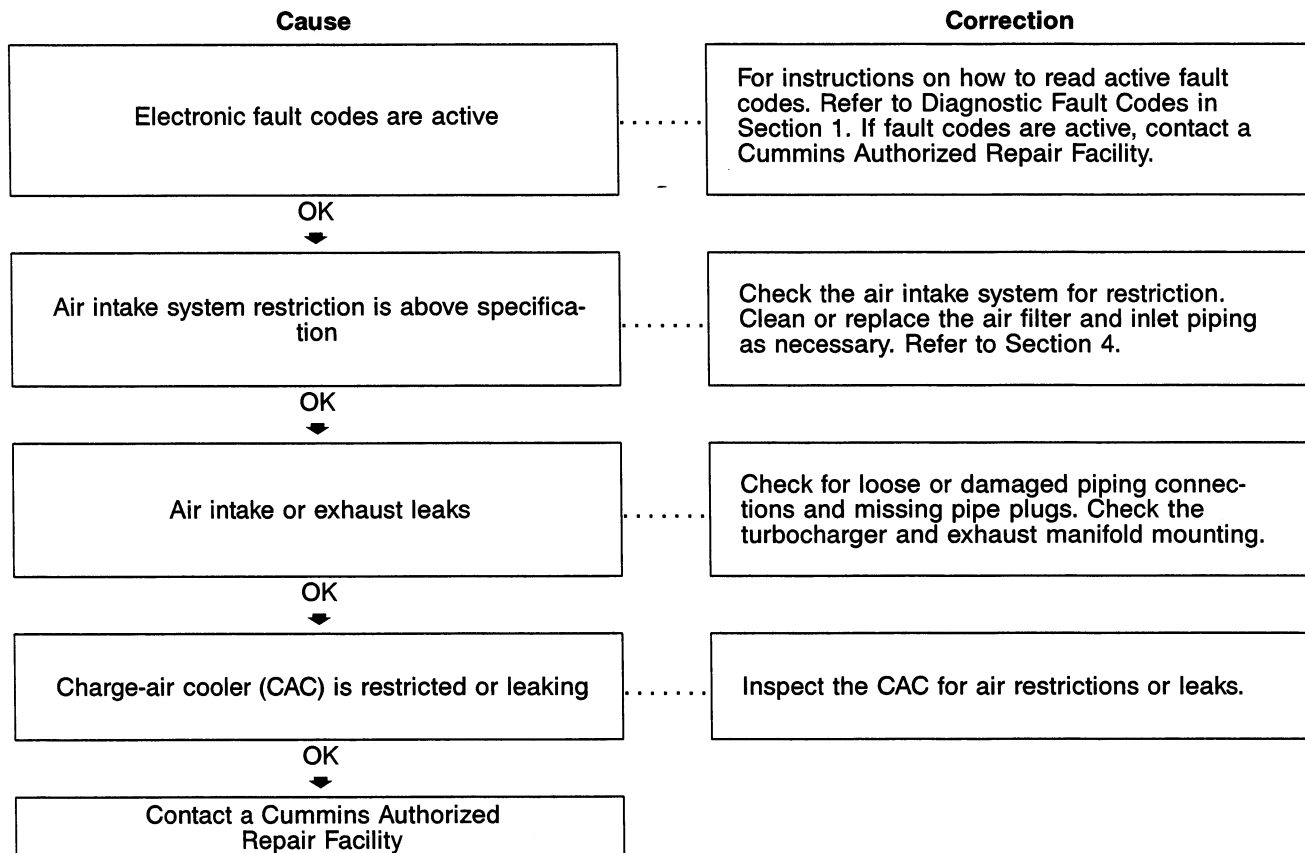 Cause
Correction
Electronic fault codes are active
For instructions on how to read active fault
codes. Refer to Diagnostic Fault Codes in
Section 1. If fault codes are active, contact a
Cummins Authorized Repair Facility.
OK
Air intake system restriction is above specifica-
tion
Check the air intake system for restriction.
Clean or replace the air filter and inlet piping
as necessary. Refer to Section 4.
OK
Air intake or exhaust leaks
Check for loose or damaged piping connec-
tions and missing pipe plugs. Check the
turbocharger and exhaust manifold mounting.
OK
Charge-air cooler (CAC) is restricted or leaking
Inspect the CAC for air restrictions or leaks.
OK
Contact a Cummins Authorized
Repair Facility